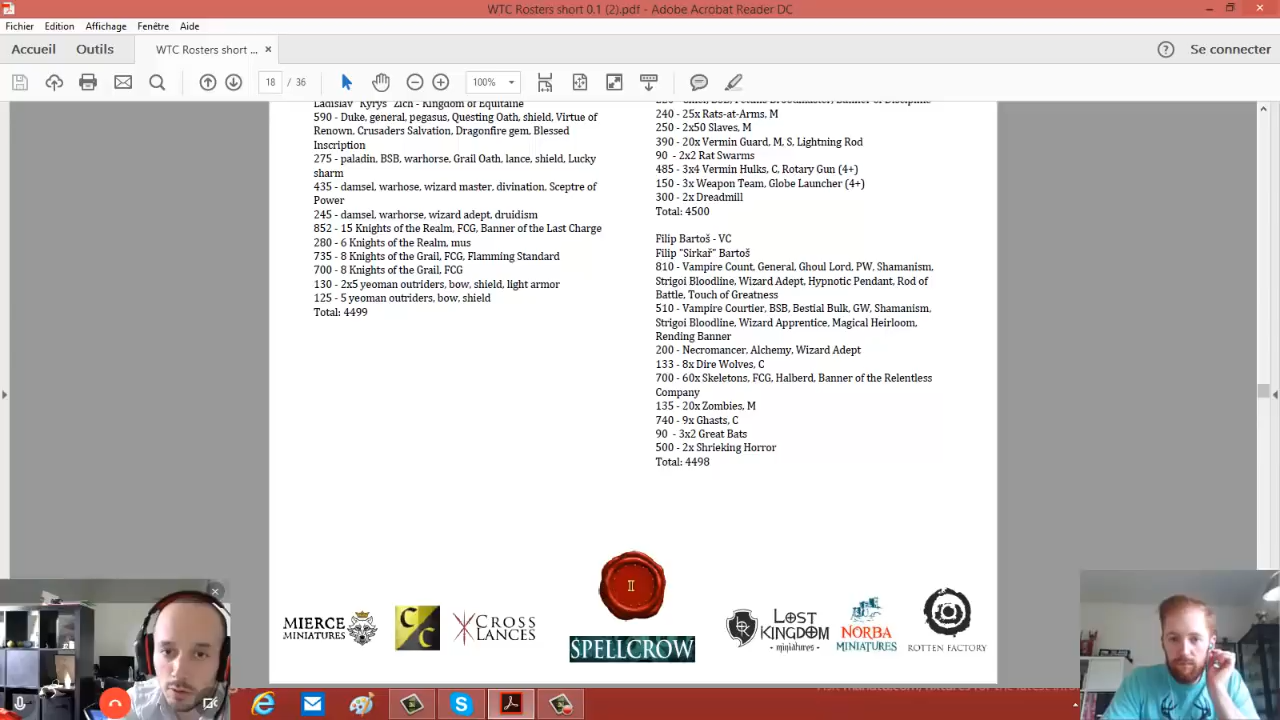 WTC Rosters short 0.1 (2).pdf - Adobe Acrobat Reader DC
Fichier Edition Affichage Fenêtre Aide
Accueil Outils WTC Rosters short ... × Se connecter
18 / 36 100%
Ladislav "Kyrys" Zich - Kingdom of Equitaine
590 - Duke, general, pegasus, Questing Oath, shield, Virtue of
Renown, Crusaders Salvation, Dragonfire gem, Blessed
Inscription
275 - paladin, BSB, warhorse, Grail Oath, lance, shield, Lucky
sharm
435 - damsel, warhose, wizard master, divination, Sceptre of
Power
245 - damsel, warhorse, wizard adept, druidism
852 - 15 Knights of the Realm, FCG, Banner of the Last Charge
280 - 6 Knights of the Realm, mus
735 - 8 Knights of the Grail, FCG, Flamming Standard
700 - 8 Knights of the Grail, FCG
130 - 2x5 yeoman outriders, bow, shield, light armor
125 - 5 yeoman outriders, bow, shield
Total: 4499
240 - 25x Rats-at-Arms, M
250 - 2x50 Slaves, M
390 - 20x Vermin Guard, M, S, Lightning Rod
90 - 2x2 Rat Swarms
485 - 3x4 Vermin Hulks, C, Rotary Gun (4+)
150 - 3x Weapon Team, Globe Launcher (4+)
300 - 2x Dreadmill
Total: 4500
Filip Bartoš - VC
Filip "Sirkař" Bartoš
810 - Vampire Count, General, Ghoul Lord, PW, Shamanism,
Strigoi Bloodline, Wizard Adept, Hypnotic Pendant, Rod of
Battle, Touch of Greatness
510 - Vampire Courtier, BSB, Bestial Bulk, GW, Shamanism,
Strigoi Bloodline, Wizard Apprentice, Magical Heirloom,
Rending Banner
200 - Necromancer, Alchemy, Wizard Adept
133 - 8x Dire Wolves, C
700 - 60x Skeletons, FCG, Halberd, Banner of the Relentless
Company
135 - 20x Zombies, M
740 - 9x Ghasts, C
90 - 3x2 Great Bats
500 - 2x Shrieking Horror
Total: 4498
II
MIERCE
MINIATURES
C C
CROSS
LANCES
SPELLCROW
LOST
KINGDOM
miniatures
NORBA
MINIATURES
ROTTEN FACTORY